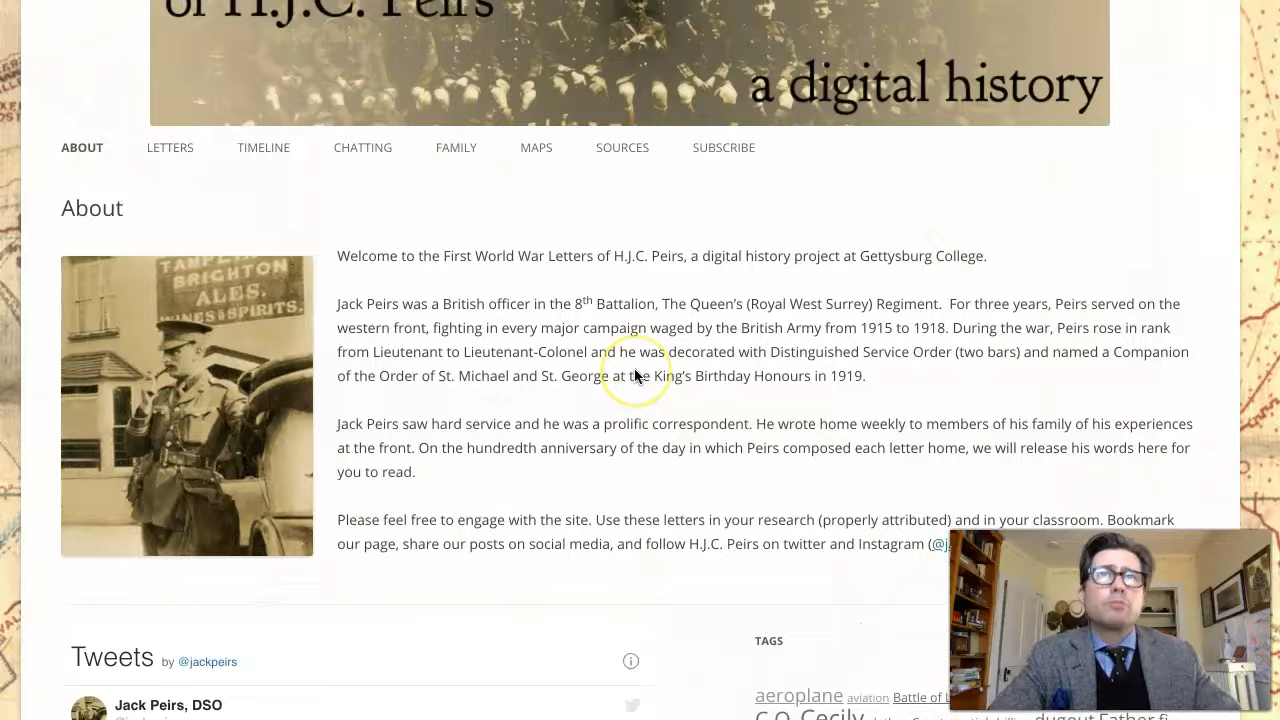 of H.J.C. Peirs
a digital history
ABOUT LETTERS TIMELINE CHATTING FAMILY MAPS SOURCES SUBSCRIBE
About
TAMPLIN
BRIGHTON
ALES.
WINES & SPIRITS.
Welcome to the First World War Letters of H.J.C. Peirs, a digital history project at Gettysburg College.
Jack Peirs was a British officer in the 8th Battalion, The Queen's (Royal West Surrey) Regiment. For three years, Peirs served on the
western front, fighting in every major campaign waged by the British Army from 1915 to 1918. During the war, Peirs rose in rank
from Lieutenant to Lieutenant-Colonel and he was decorated with Distinguished Service Order (two bars) and named a Companion
of the Order of St. Michael and St. George at the King's Birthday Honours in 1919.
Jack Peirs saw hard service and he was a prolific correspondent. He wrote home weekly to members of his family of his experiences
at the front. On the hundredth anniversary of the day in which Peirs composed each letter home, we will release his words here for
you to read.
Please feel free to engage with the site. Use these letters in your research (properly attributed) and in your classroom. Bookmark
our page, share our posts on social media, and follow H.J.C. Peirs on twitter and Instagram (@j
Tweets by @jackpeirs
Jack Peirs, DSO
TAGS
aeroplane aviation Battle of L
C.O. Cecily
dugout Father fi